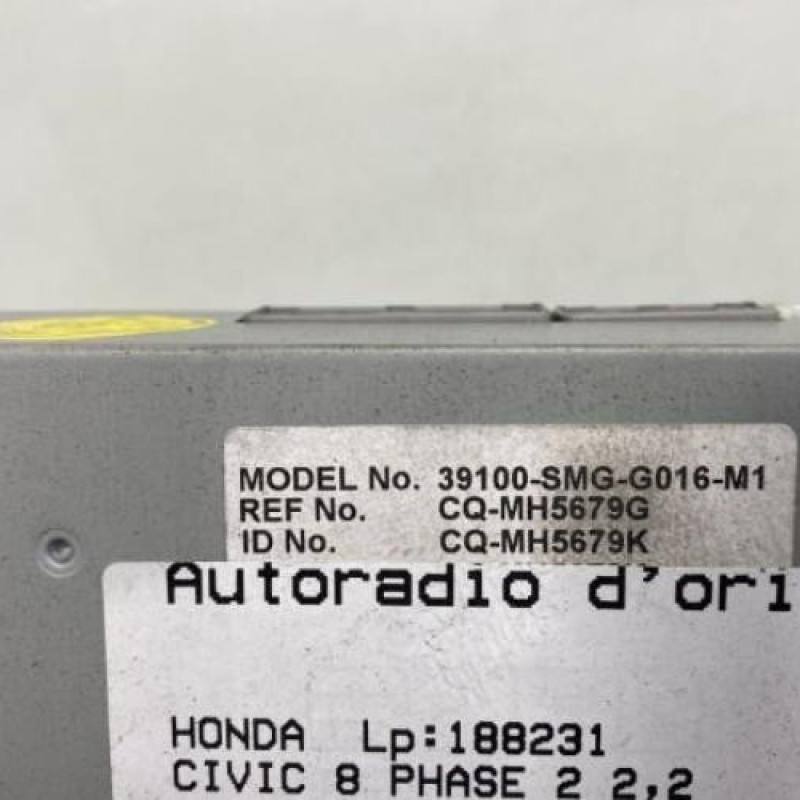 MODEL No. 39100-SMG-G016-M1
REF No. CQ-MH5679G
ID No. CQ-MH5679K
Autoradio d'ori
HONDA Lp:188231
CIVIC 8 PHASE 2 2,2